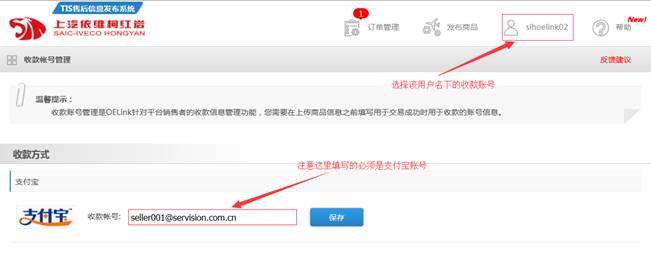 TIS售后信息发布系统
上汽依维柯红岩
SAIC-IVECO HONGYAN
1
订单管理
发布商品
sihoelink02
帮助
New!
收款帐号管理
反馈建议
选择该用户名下的收款账号
温馨提示：
收款账号管理是OELink针对平台销售者的收款信息管理功能，您需要在上传商品信息之前填写用于交易成功时用于收款的账号信息。
收款方式
注意这里填写的必须是支付宝账号
支付宝
支付宝
收款帐号:
seller001@servision.com.cn
保存